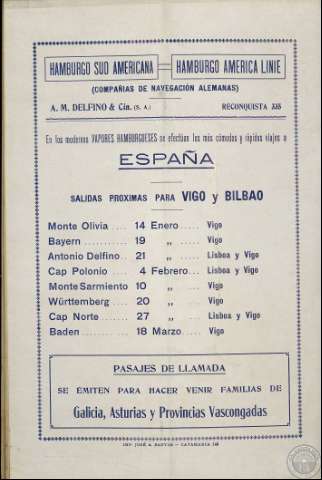 HAMBURGO SUD AMERICANA HAMBURGO AMERICA LINIE
(COMPAÑIAS DE NAVEGACIÓN ALEMANAS)
A. M. DELFINO & Cía. (S. A.) RECONQUISTA 335
En los modernos VAPORES HAMBURGUESES se efectúan los más cómodos y rápidos viajes a
ESPAÑA
SALIDAS PROXIMAS PARA VIGO y BILBAO
Monte Olivia .... 14 Enero..... Vigo
Bayern ........... 19 „ ..... Vigo
Antonio Delfino.. 21 „ ..... Lisboa y Vigo
Cap Polonio .... 4 Febrero... Lisboa y Vigo
Monte Sarmiento 10 „ ..... Vigo
Württemberg .... 20 „ ..... Vigo
Cap Norte....... 27 „ ..... Lisboa y Vigo
Baden ........... 18 Marzo..... Vigo
PASAJES DE LLAMADA
SE EMITEN PARA HACER VENIR FAMILIAS DE
Galicia, Asturias y Provincias Vascongadas
IMP. JOSÉ A. - CATAMARCA